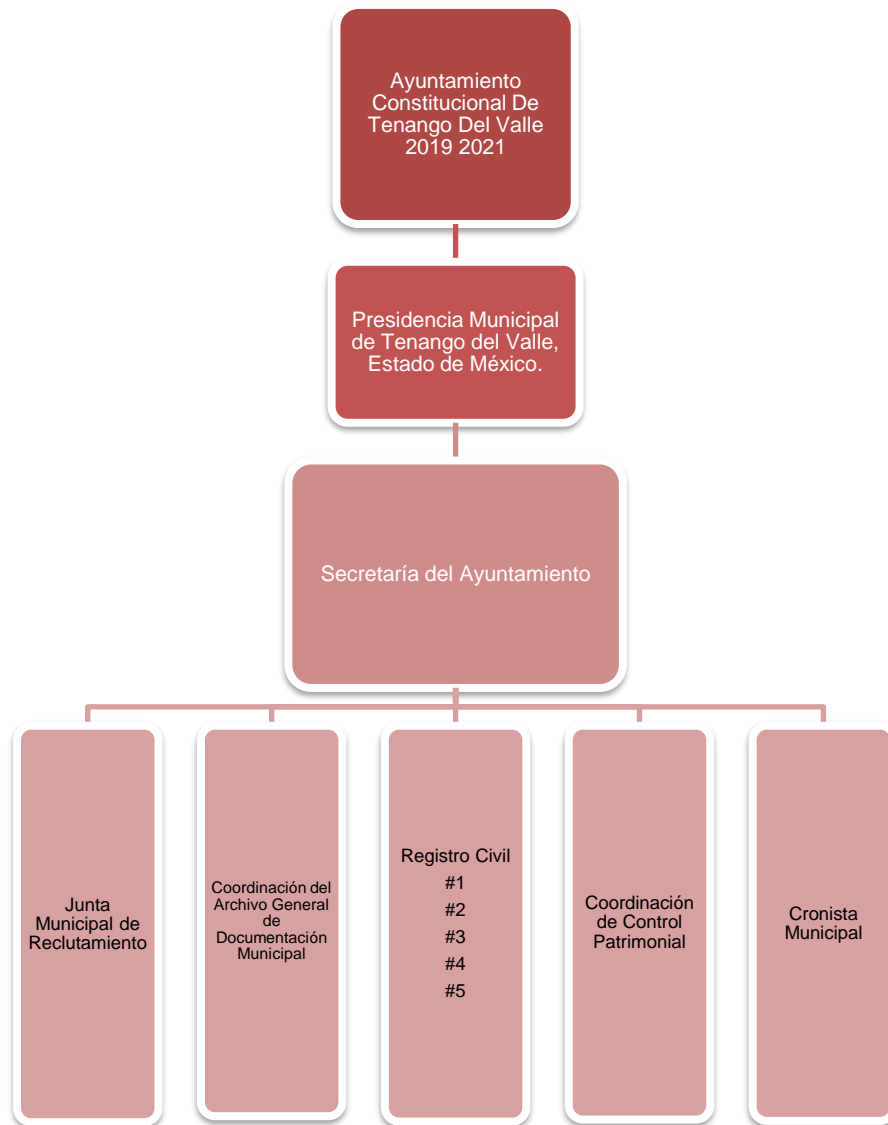 Ayuntamiento
Constitucional De
Tenango Del Valle
2019 2021
Presidencia Municipal
de Tenango del Valle,
Estado de México.
Secretaría del Ayuntamiento
Junta
Municipal de
Reclutamiento
Coordinación del
Archivo General
de
Documentación
Municipal
Registro Civil
#1
#2
#3
#4
#5
Coordinación
de Control
Patrimonial
Cronista
Municipal